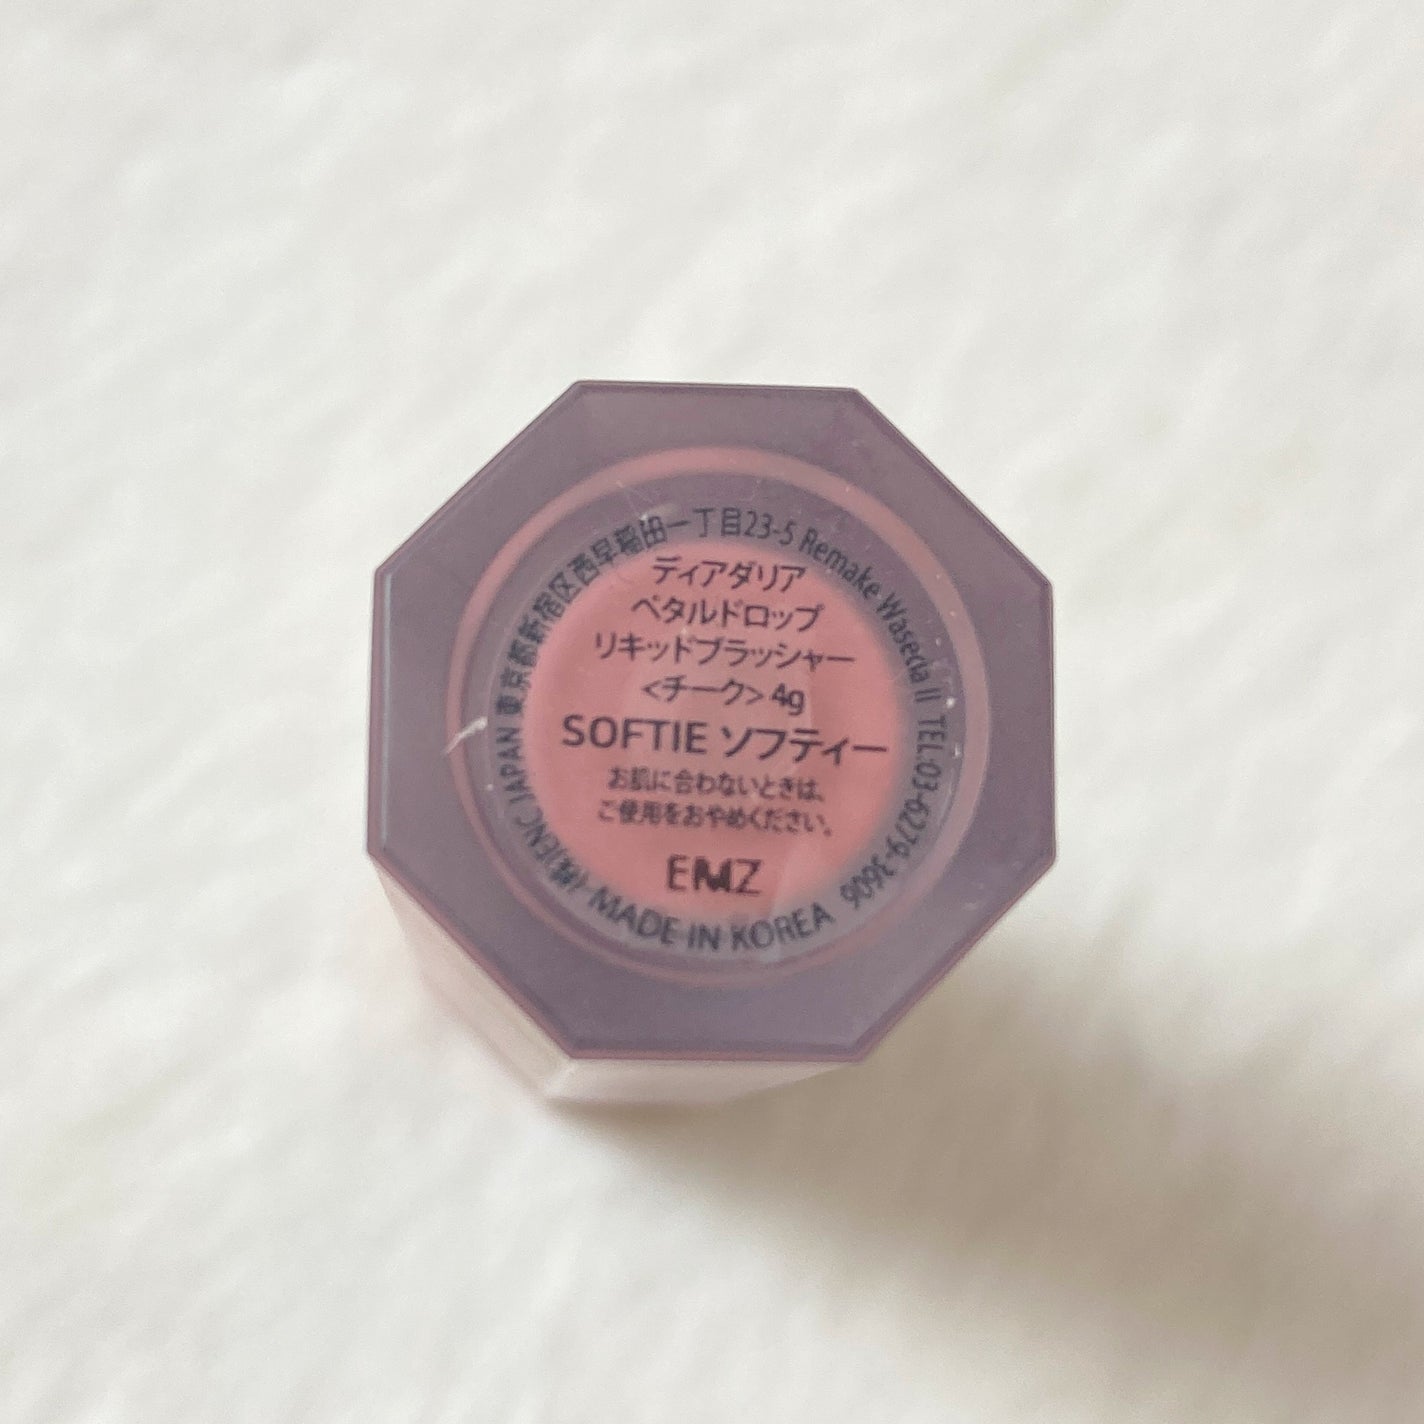 ディアダリア
ペタルドロップ
リキッドブラッシャー
<チーク> 4g
SOFTIE ソフティー
お肌に合わないときは、
ご使用をおやめください。
EMZ
(株)JENC JAPAN 東京都新宿区西早稲田一丁目23-5 Remake Waseda II TEL:03-6279-3606
MADE IN KOREA